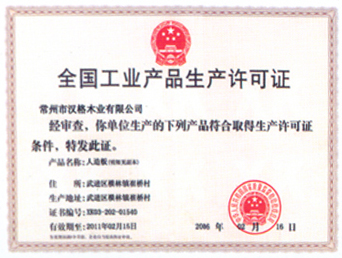 全国工业产品生产许可证
常州市汉格木业有限公司
经审查，你单位生产的下列产品符合取得生产许可证
条件，特发此证。
产品名称：人造板
住 所：武进区横林镇崔桥村
生产地址：武进区横林镇崔桥村
证书编号：XK03-202-01540
有效期至：2011年02月15日
2006 年 02 月 16 日